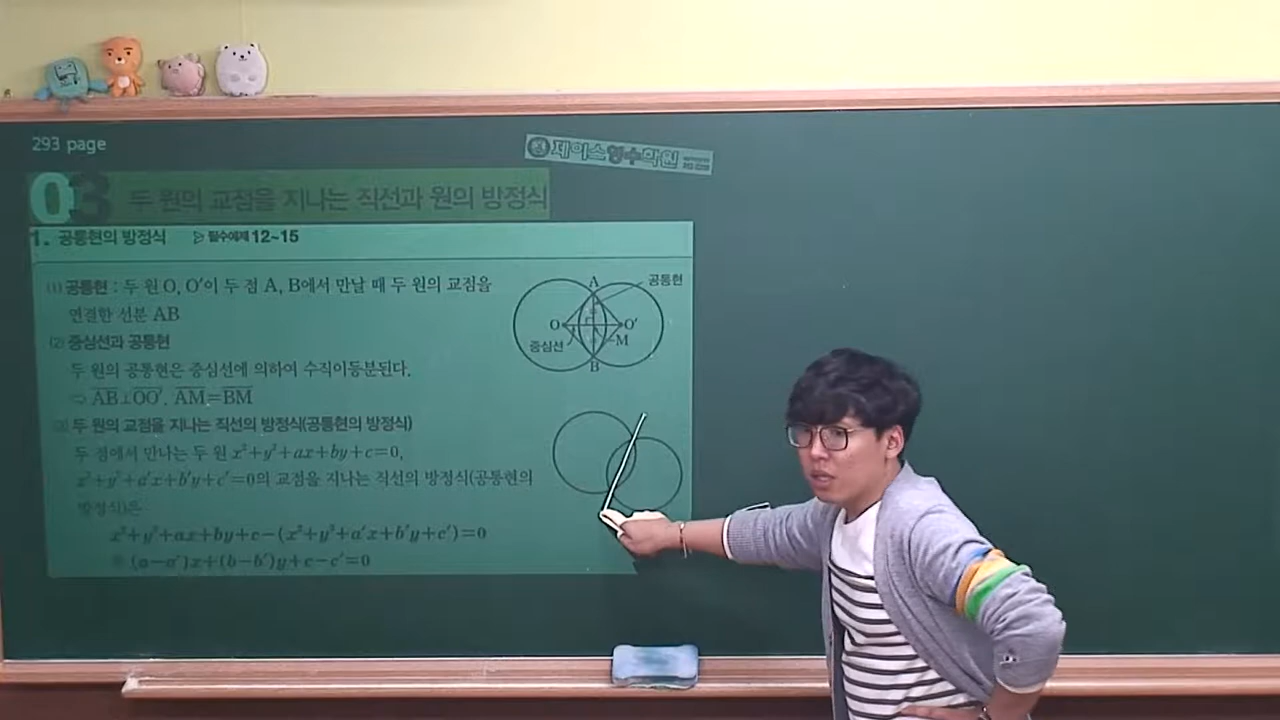 293 page
제이스영수학원
03 두 원의 교점을 지나는 직선과 원의 방정식
1. 공통현의 방정식 ▷ 필수예제 12~15
(1) 공통현 : 두 원 O, O′이 두 점 A, B에서 만날 때 두 원의 교점을
연결한 선분 AB
(2) 중심선과 공통현
두 원의 공통현은 중심선에 의하여 수직이등분된다.
⇨ A̅B̅⊥O̅O̅′, A̅M̅=B̅M̅
(3) 두 원의 교점을 지나는 직선의 방정식(공통현의 방정식)
두 점에서 만나는 두 원 x²+y²+ax+by+c=0,
x²+y²+a′x+b′y+c′=0의 교점을 지나는 직선의 방정식(공통현의
방정식)은
x²+y²+ax+by+c-(x²+y²+a′x+b′y+c′)=0
(a-a′)x+(b-b′)y+c-c′=0
A
공통현
O
O′
중심선
M
B